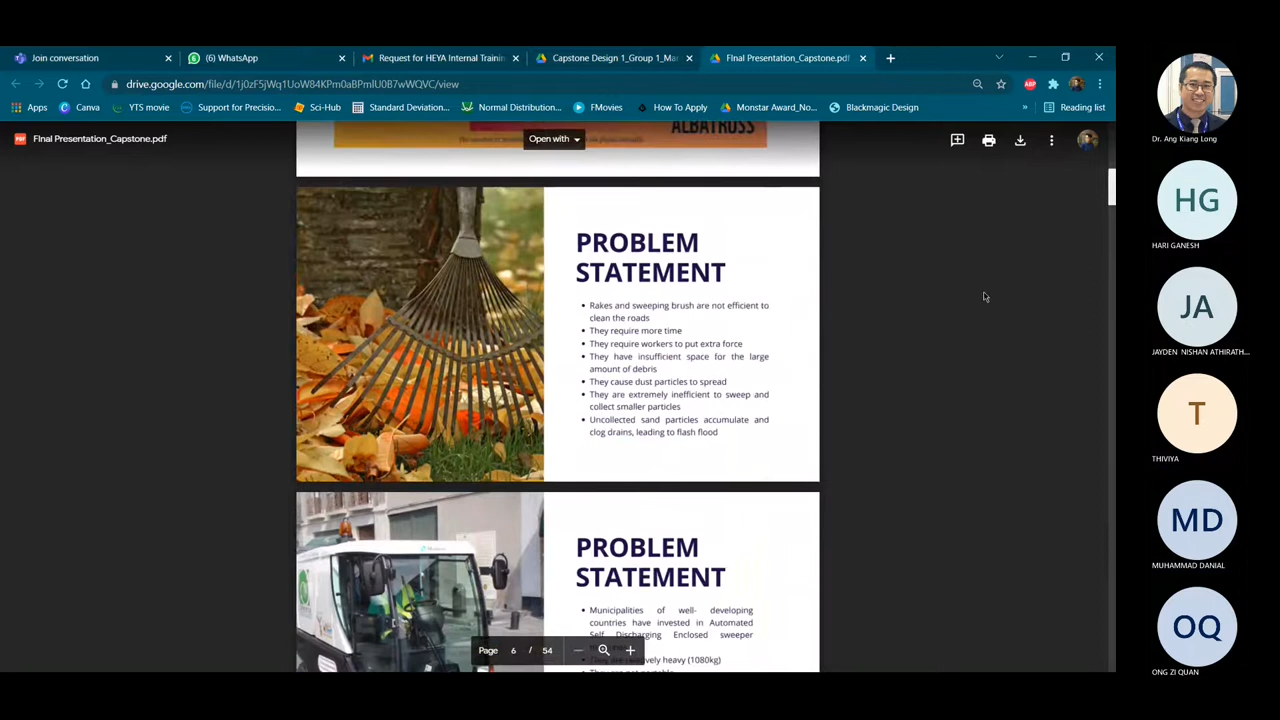 Join conversation
(6) WhatsApp
Request for HEYA Internal Trainin
Capstone Design 1_Group 1_Ma
FInal Presentation_Capstone.pdf
drive.google.com/file/d/1j0zF5jWq1UoW84KPm0aBPmlU0B7wWQVC/view
Apps
Canva
YTS movie
Support for Precisio...
Sci-Hub
Standard Deviation...
Normal Distribution...
FMovies
How To Apply
Monstar Award_No...
Blackmagic Design
»
Reading list
PDF
FInal Presentation_Capstone.pdf
Open with
ALBATROSS
PROBLEM
STATEMENT
• Rakes and sweeping brush are not efficient to
clean the roads
• They require more time
• They require workers to put extra force
• They have insufficient space for the large
amount of debris
• They cause dust particles to spread
• They are extremely inefficient to sweep and
collect smaller particles
• Uncollected sand particles accumulate and
clog drains, leading to flash flood
PROBLEM
STATEMENT
• Municipalities of well- developing
countries have invested in Automated
Self Discharging Enclosed sweeper
• They are relatively heavy (1080kg)
Page 6 / 54
Dr. Ang Kiang Long
HG
HARI GANESH
JA
JAYDEN NISHAN ATHIRATH...
T
THIVIYA
MD
MUHAMMAD DANIAL
OQ
ONG ZI QUAN